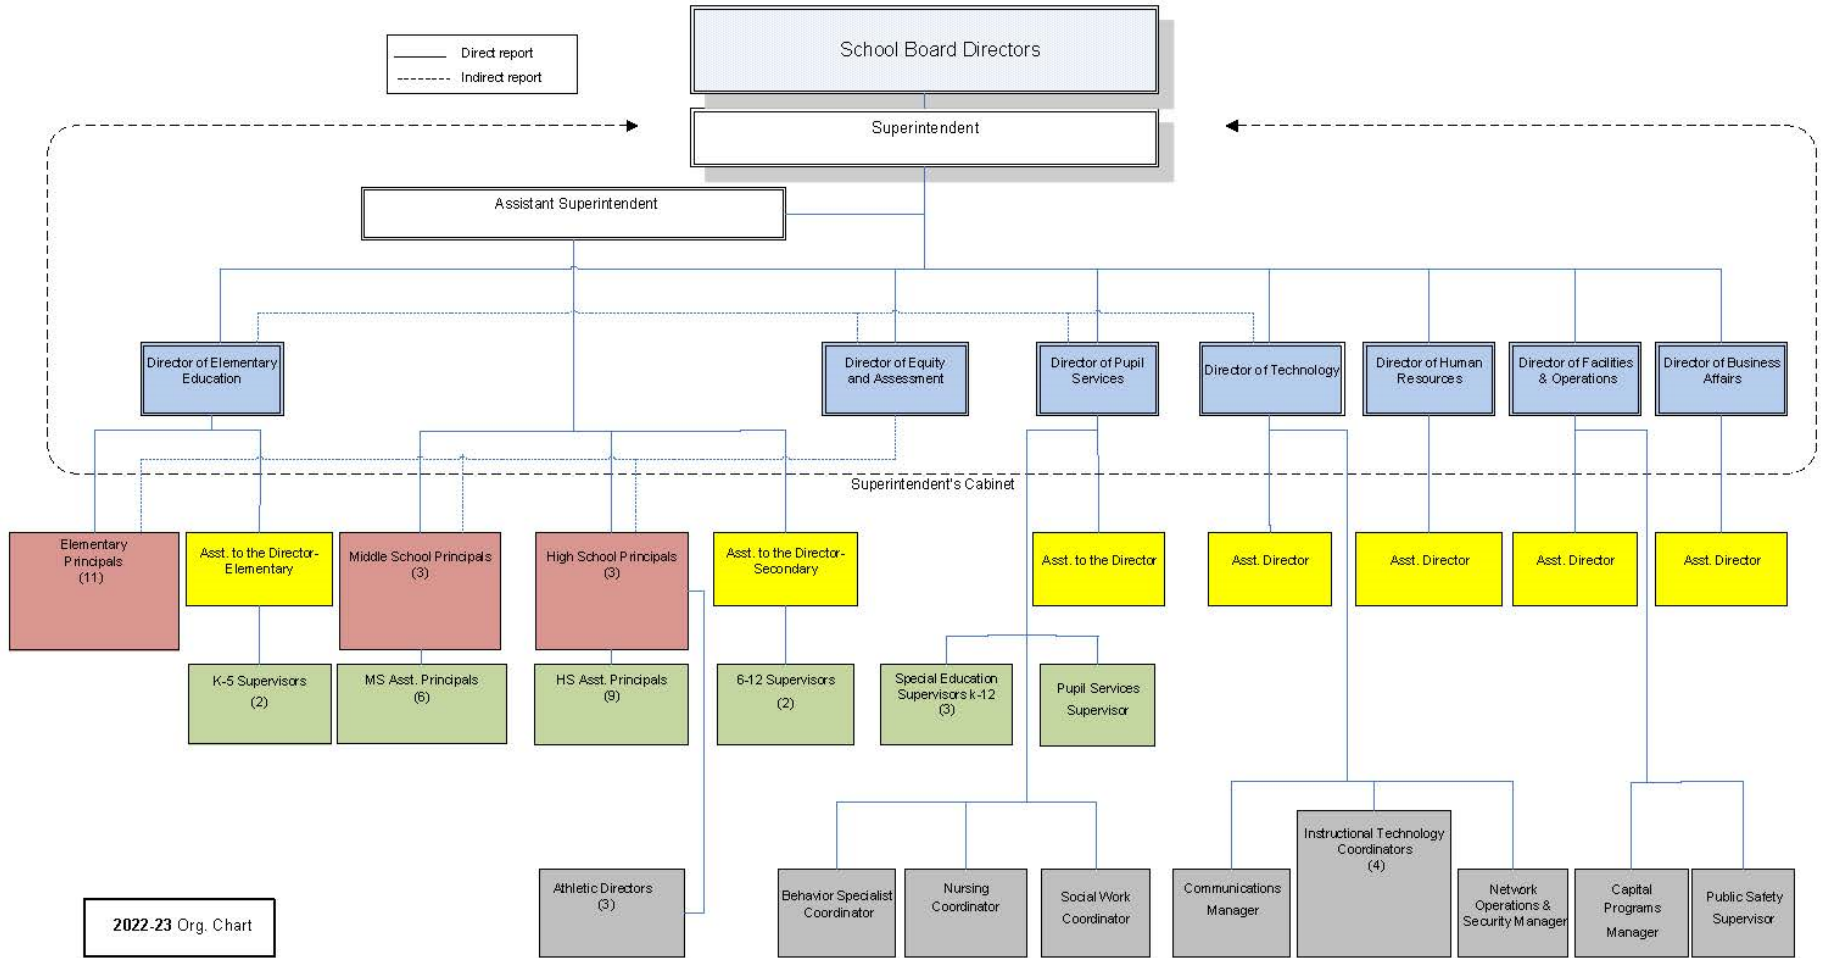 School Board Directors
Direct report
Indirect report
Superintendent
Assistant Superintendent
Director of Elementary
Education
Director of Equity
and Assessment
Director of Pupil
Services
Director of Technology
Director of Human
Resources
Director of Facilities
& Operations
Director of Business
Affairs
Superintendent's Cabinet
Elementary
Principals
(11)
Asst. to the Director-
Elementary
Middle School Principals
(3)
High School Principals
(3)
Asst. to the Director-
Secondary
Asst. to the Director
Asst. Director
Asst. Director
Asst. Director
Asst. Director
K-5 Supervisors
(2)
MS Asst. Principals
(6)
HS Asst. Principals
(9)
6-12 Supervisors
(2)
Special Education
Supervisors k-12
(3)
Pupil Services
Supervisor
Athletic Directors
(3)
Behavior Specialist
Coordinator
Nursing
Coordinator
Social Work
Coordinator
Communications
Manager
Instructional Technology
Coordinators
(4)
Network
Operations &
Security Manager
Capital
Programs
Manager
Public Safety
Supervisor
2022-23 Org. Chart